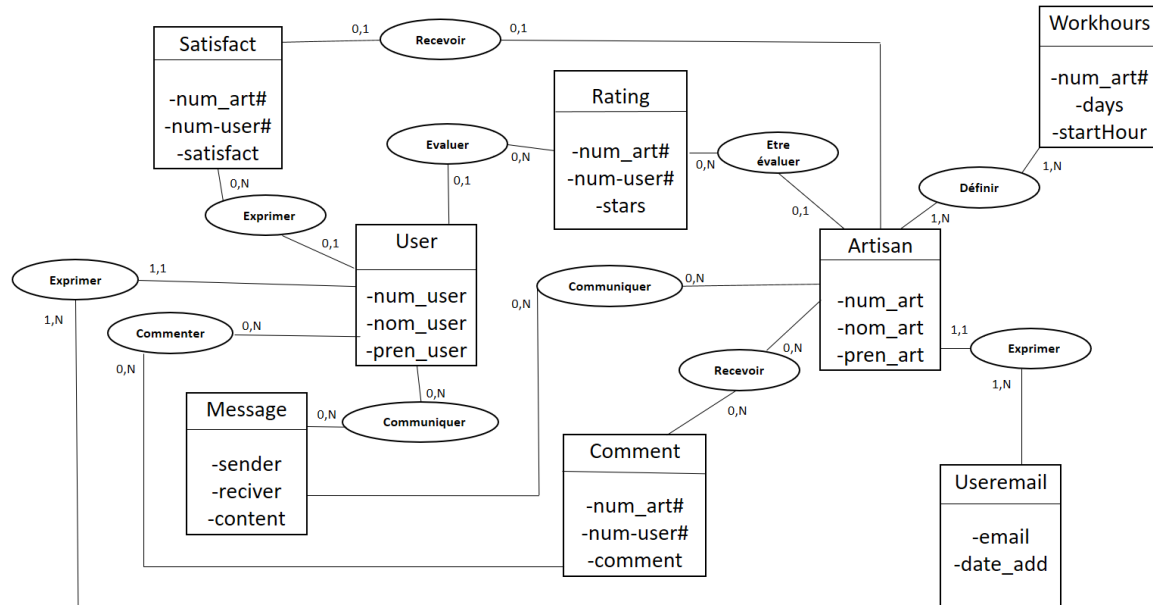 Satisfact
-num_art#
-num-user#
-satisfact
0,1
Recevoir
0,1
Workhours
-num_art#
-days
-startHour
Rating
-num_art#
-num-user#
-stars
Evaluer
0,N
0,1
0,N
Etre
évaluer
0,1
1,N
Définir
1,N
0,N
Exprimer
0,1
User
-num_user
-nom_user
-pren_user
Artisan
-num_art
-nom_art
-pren_art
Exprimer
1,1
1,N
Communiquer
0,N
0,N
Commenter
0,N
0,N
Recevoir
0,N
0,N
1,1
Exprimer
1,N
Message
-sender
-reciver
-content
0,N
Communiquer
0,N
Comment
-num_art#
-num-user#
-comment
Useremail
-email
-date_add